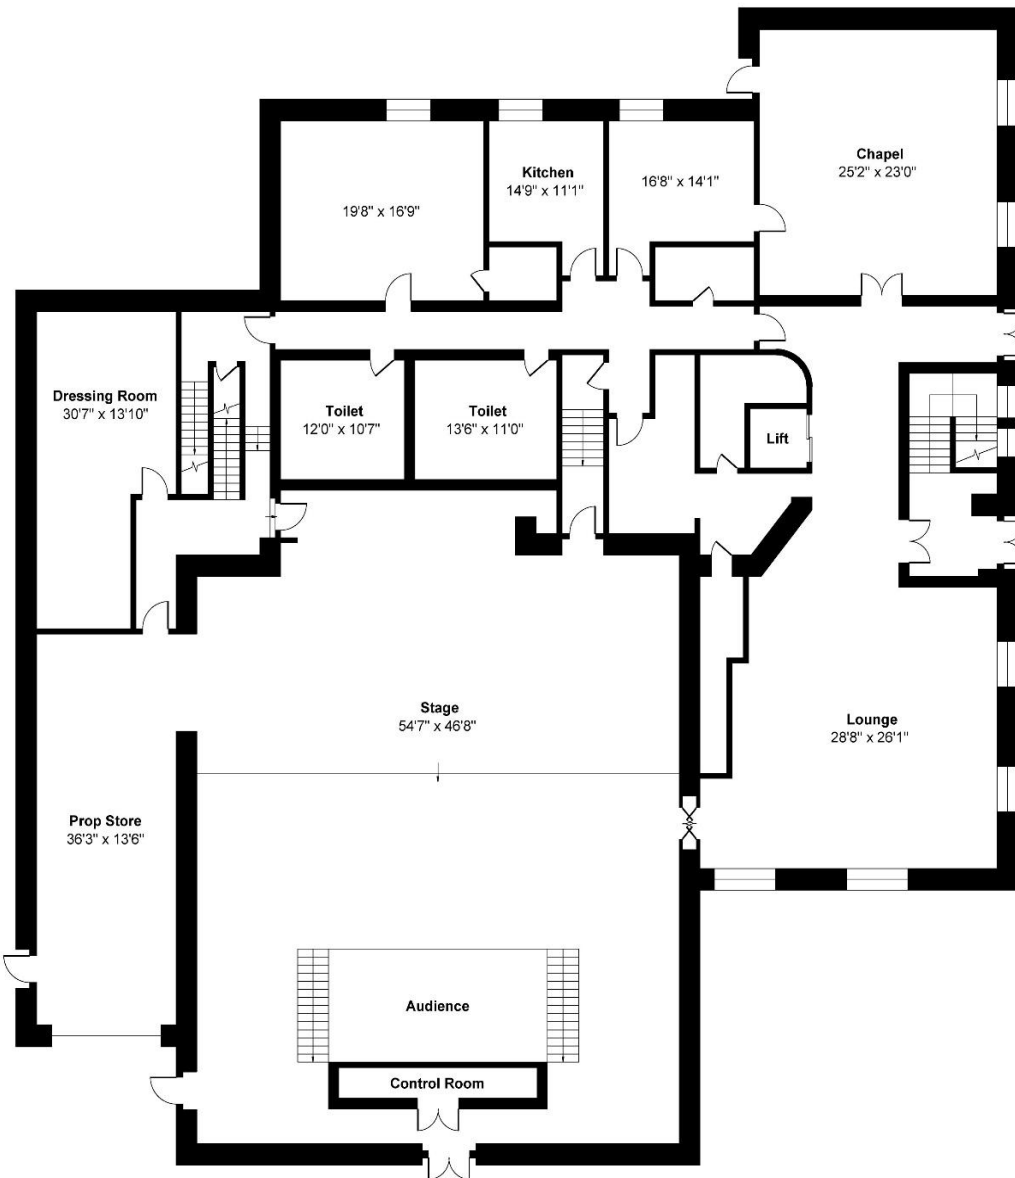 Chapel
25'2" x 23'0"
Kitchen
14'9" x 11'1"
16'8" x 14'1"
19'8" x 16'9"
Dressing Room
30'7" x 13'10"
Toilet
12'0" x 10'7"
Toilet
13'6" x 11'0"
Lift
Stage
54'7" x 46'8"
Lounge
28'8" x 26'1"
Prop Store
36'3" x 13'6"
Audience
Control Room